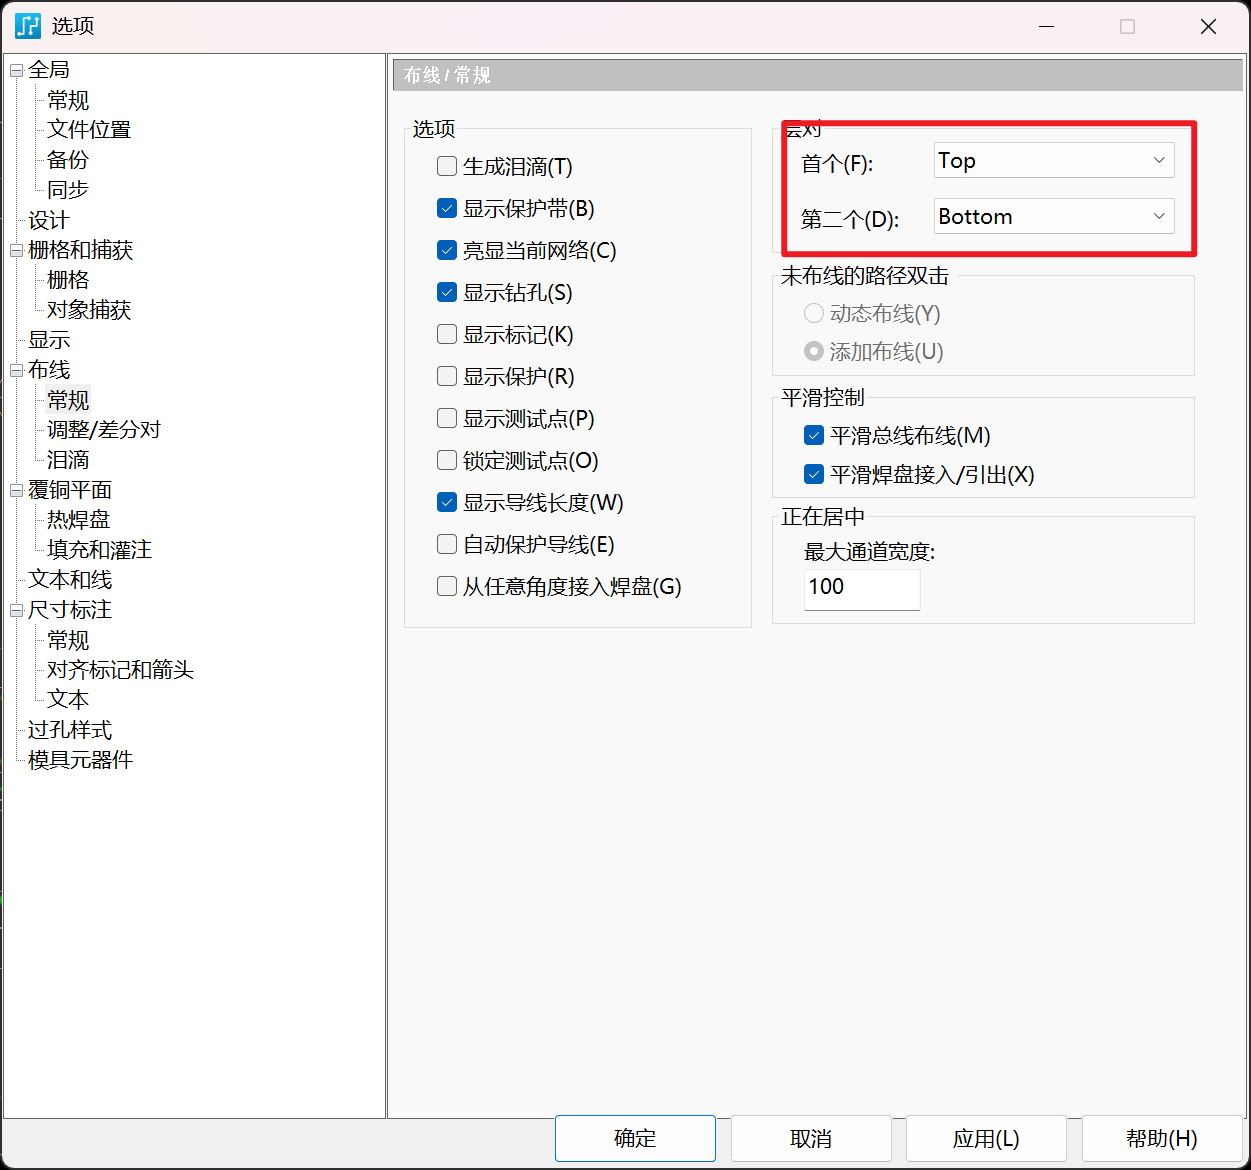 选项
全局
常规
文件位置
备份
同步
设计
栅格和捕获
栅格
对象捕获
显示
布线
常规
调整/差分对
泪滴
覆铜平面
热焊盘
填充和灌注
文本和线
尺寸标注
常规
对齐标记和箭头
文本
过孔样式
模具元器件
布线 / 常规
选项
生成泪滴(T)
显示保护带(B)
亮显当前网络(C)
显示钻孔(S)
显示标记(K)
显示保护(R)
显示测试点(P)
锁定测试点(O)
显示导线长度(W)
自动保护导线(E)
从任意角度接入焊盘(G)
层对
首个(F): Top
第二个(D): Bottom
未布线的路径双击
动态布线(Y)
添加布线(U)
平滑控制
平滑总线布线(M)
平滑焊盘接入/引出(X)
正在居中
最大通道宽度:
100
确定 取消 应用(L) 帮助(H)